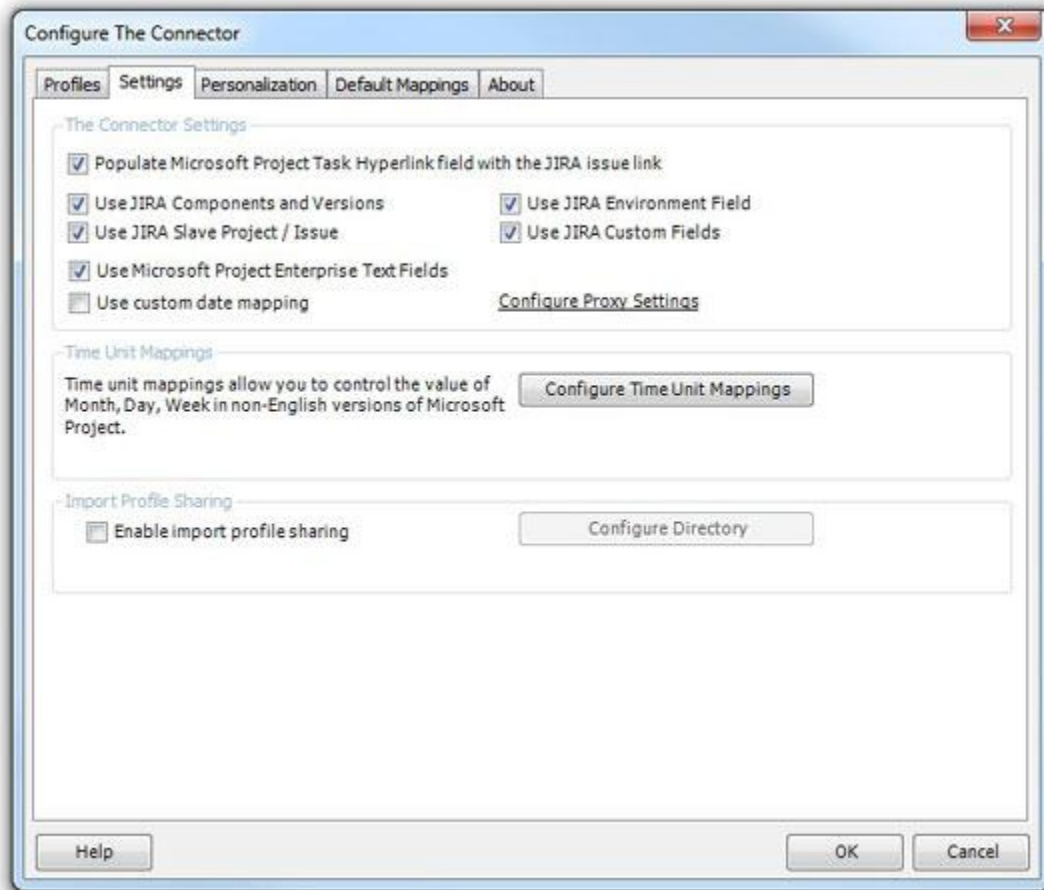 Configure The Connector
Profiles Settings Personalization Default Mappings About
The Connector Settings
Populate Microsoft Project Task Hyperlink field with the JIRA issue link
Use JIRA Components and Versions Use JIRA Environment Field
Use JIRA Slave Project / Issue Use JIRA Custom Fields
Use Microsoft Project Enterprise Text Fields
Use custom date mapping Configure Proxy Settings
Time Unit Mappings
Time unit mappings allow you to control the value of
Month, Day, Week in non-English versions of Microsoft
Project.
Configure Time Unit Mappings
Import Profile Sharing
Enable import profile sharing Configure Directory
Help OK Cancel